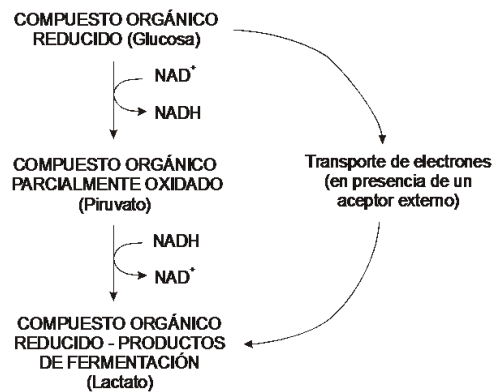 COMPUESTO ORGÁNICO
REDUCIDO (Glucosa)
NAD+
NADH
COMPUESTO ORGÁNICO
PARCIALMENTE OXIDADO
(Piruvato)
Transporte de electrones
(en presencia de un
aceptor externo)
NADH
NAD+
COMPUESTO ORGÁNICO
REDUCIDO - PRODUCTOS
DE FERMENTACIÓN
(Lactato)